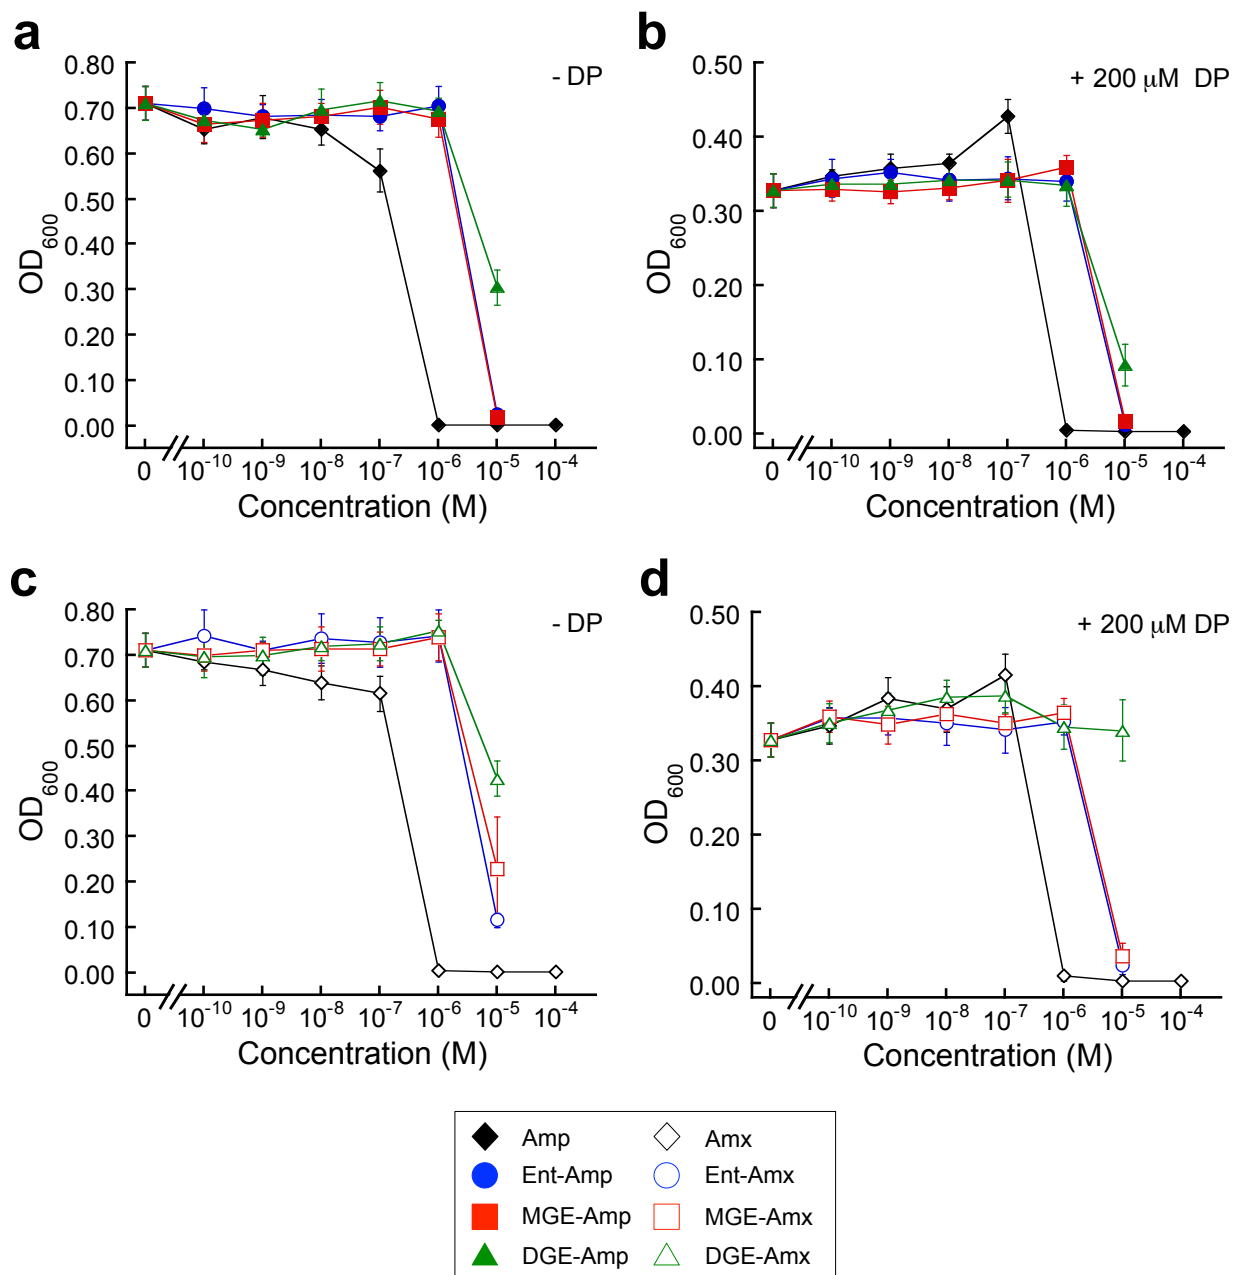 a
- DP
0.80
0.70
0.60
0.50
0.40
0.30
0.20
0.10
0.00
OD600
0 10-10 10-9 10-8 10-7 10-6 10-5 10-4
Concentration (M)
b
+ 200 μM DP
0.50
0.40
0.30
0.20
0.10
0.00
OD600
0 10-10 10-9 10-8 10-7 10-6 10-5 10-4
Concentration (M)
c
- DP
0.80
0.70
0.60
0.50
0.40
0.30
0.20
0.10
0.00
OD600
0 10-10 10-9 10-8 10-7 10-6 10-5 10-4
Concentration (M)
d
+ 200 μM DP
0.50
0.40
0.30
0.20
0.10
0.00
OD600
0 10-10 10-9 10-8 10-7 10-6 10-5 10-4
Concentration (M)
Amp Amx
Ent-Amp Ent-Amx
MGE-Amp MGE-Amx
DGE-Amp DGE-Amx